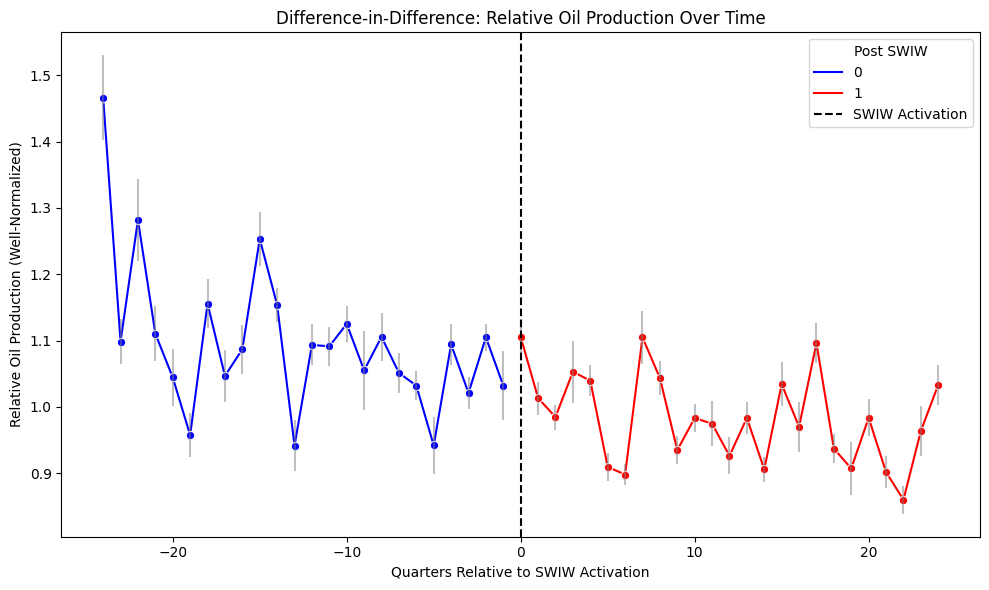 Difference-in-Difference: Relative Oil Production Over Time
Relative Oil Production (Well-Normalized)
1.5
1.4
1.3
1.2
1.1
1.0
0.9
Post SWIW
0
1
SWIW Activation
−20
−10
0
10
20
Quarters Relative to SWIW Activation